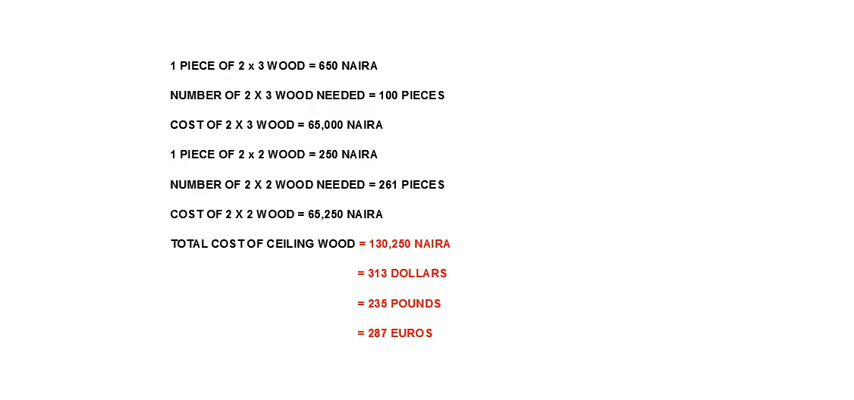 1 PIECE OF 2 x 3 WOOD = 650 NAIRA
NUMBER OF 2 X 3 WOOD NEEDED = 100 PIECES
COST OF 2 X 3 WOOD = 65,000 NAIRA
1 PIECE OF 2 x 2 WOOD = 250 NAIRA
NUMBER OF 2 X 2 WOOD NEEDED = 261 PIECES
COST OF 2 X 2 WOOD = 65,250 NAIRA
TOTAL COST OF CEILING WOOD = 130,250 NAIRA
= 313 DOLLARS
= 235 POUNDS
= 287 EUROS